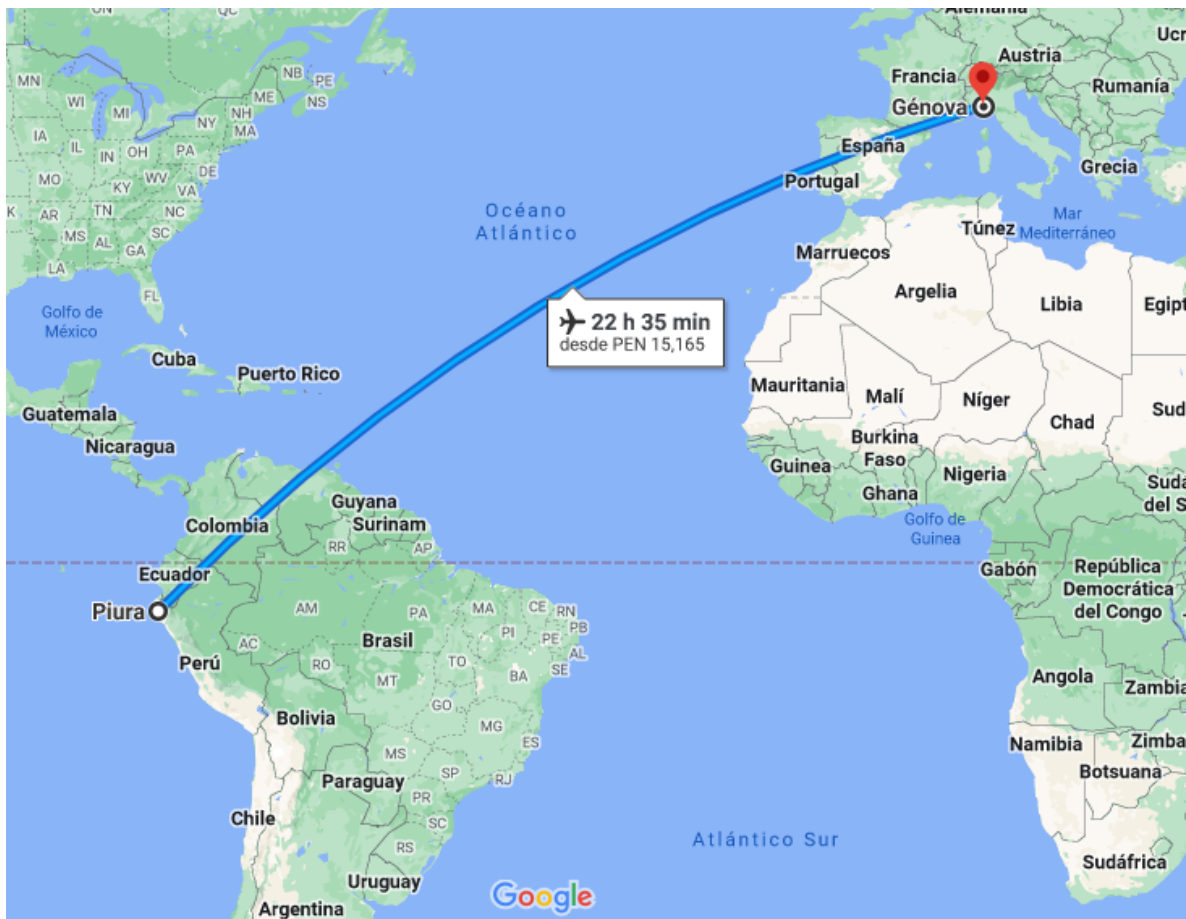 ON
QC
Alemania
Ucr
Austria
Francia
NB
PE
MN
ME
NS
Rumanía
WI
Génova
MI
NH
NY
MA
IA
España
PA
IL
IN
OH
DE
Grecia
MO
WV
Portugal
KY
VA
Océano
Atlántico
TN
NC
K
AR
Mar
Mediterráneo
Túnez
SC
MS
AL
GA
Marruecos
LA
FL
Argelia
Libia
Egipt
Golfo de
México
22 h 35 min
desde PEN 15,165
Cuba
Puerto Rico
Mauritania
Malí
Níger
Chad
Sud
Guatemala
Nicaragua
Burkina
Faso
Guinea
Nigeria
Sudá
del S
Ghana
Guyana
Surinam
Colombia
Golfo de
Guinea
RR
AP
Ecuador
Gabón
República
Democrática
del Congo
Piura
AM
PA
MA
CE
RN
PB
PI
PE
AL
Brasil
AC
SE
Perú
RO
TO
BA
MT
Angola
Zambia
GO
Bolivia
MG
ES
Namibia
Zimba
MS
Botsuana
Paraguay
SP
RJ
PR
Chile
SC
Atlántico Sur
RS
Sudáfrica
Uruguay
Google
Argentina